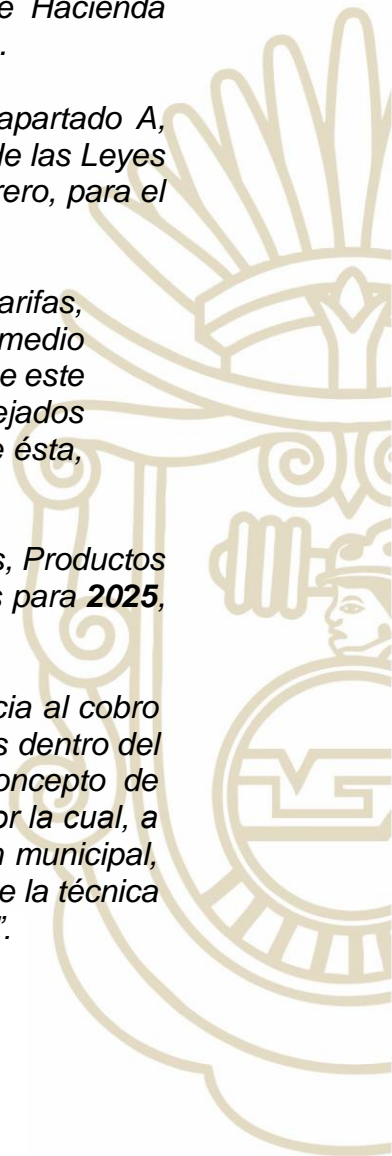 e Hacienda
.
apartado A,
de las Leyes
rero, para el
arifas,
medio
e este
ejados
e ésta,
s, Productos
s para 2025,
cia al cobro
s dentro del
oncepto de
or la cual, a
n municipal,
e la técnica
”.